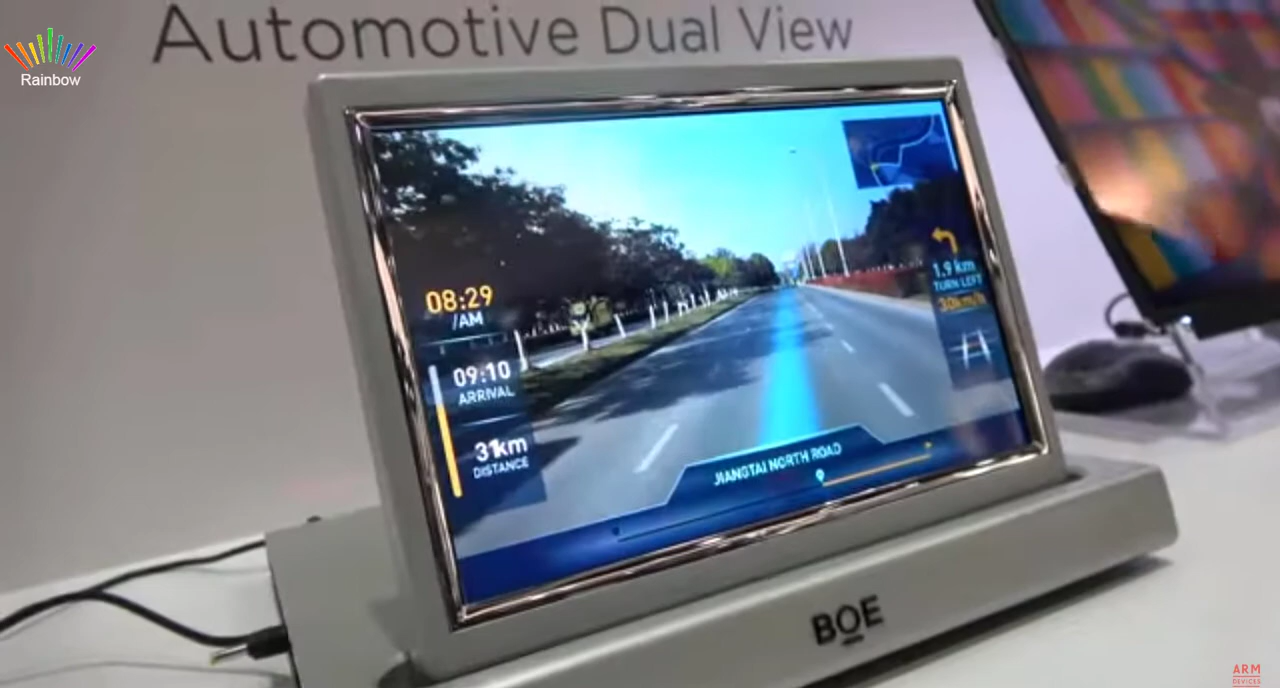 Automotive Dual View
Rainbow
08:29
/AM
09:10
ARRIVAL
31km
DISTANCE
1.9 km
TURN LEFT
30km/h
JIANGTAI NORTH ROAD
BOE
ARM
DEVICES